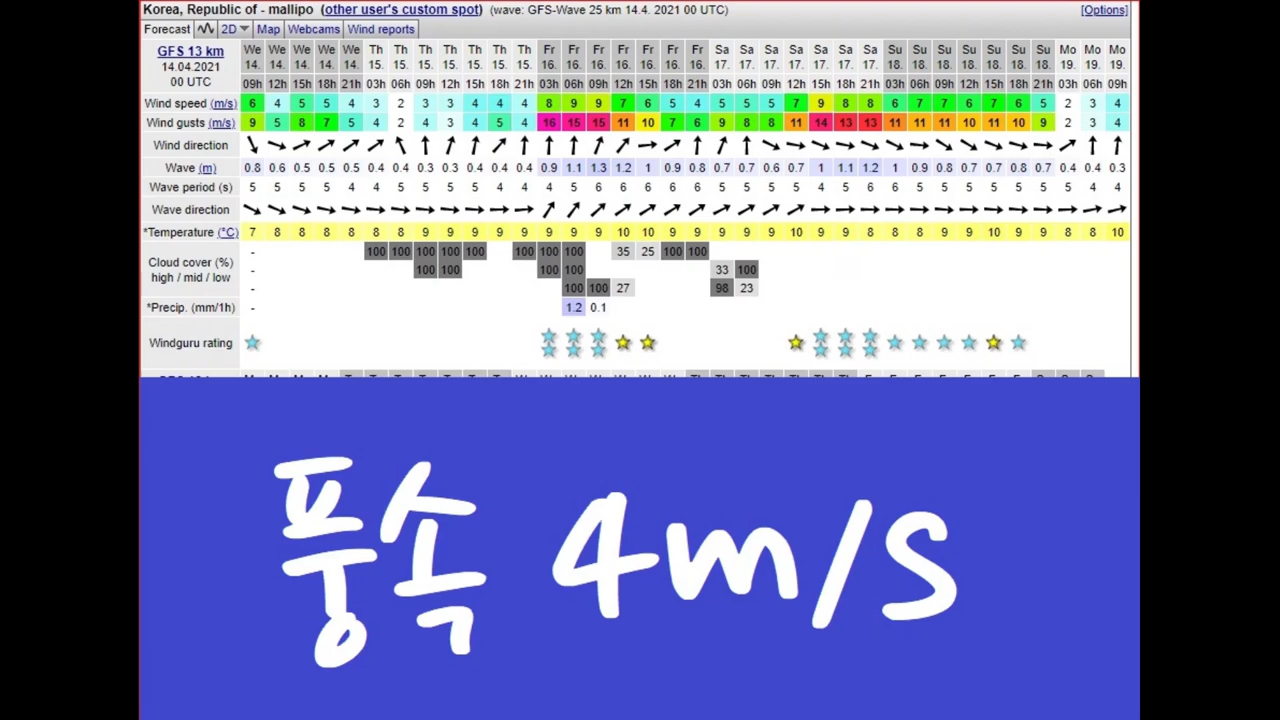 Korea, Republic of - mallipo (other user's custom spot) (wave: GFS-Wave 25 km 14.4. 2021 00 UTC) [Options]
Forecast 2D Map Webcams Wind reports
GFS 13 km We We We We We Th Th Th Th Th Th Th Fr Fr Fr Fr Fr Fr Fr Sa Sa Sa Sa Sa Sa Sa Su Su Su Su Su Su Su Mo Mo Mo
14.04.2021 14. 14. 14. 14. 14. 15. 15. 15. 15. 15. 15. 15. 16. 16. 16. 16. 16. 16. 16. 17. 17. 17. 17. 17. 17. 17. 18. 18. 18. 18. 18. 18. 18. 19. 19. 19.
00 UTC 09h 12h 15h 18h 21h 03h 06h 09h 12h 15h 18h 21h 03h 06h 09h 12h 15h 18h 21h 03h 06h 09h 12h 15h 18h 21h 03h 06h 09h 12h 15h 18h 21h 03h 06h 09h
Wind speed (m/s) 6 4 5 5 4 3 2 3 3 4 4 4 8 9 9 7 6 5 4 5 5 5 7 9 8 8 6 7 7 6 7 6 5 2 3 4
Wind gusts (m/s) 9 5 8 7 5 4 2 4 3 4 5 4 16 15 15 11 10 7 6 9 8 8 11 14 13 13 11 11 11 10 11 10 9 2 3 4
Wind direction
Wave (m) 0.8 0.6 0.5 0.5 0.5 0.4 0.4 0.3 0.3 0.4 0.4 0.4 0.9 1.1 1.3 1.2 1 0.9 0.8 0.7 0.7 0.6 0.7 1 1.1 1.2 1 0.9 0.8 0.7 0.7 0.8 0.7 0.4 0.4 0.3
Wave period (s) 5 5 5 5 5 5 5 5 5 5 4 4 4 5 6 6 6 6 5 5 5 5 5 5 5 6 6 5 5 5 5 5 5 5 4 4
Wave direction
*Temperature (°C) 7 8 8 8 8 8 8 9 9 9 9 9 9 9 9 10 10 9 9 9 9 9 10 9 9 8 8 8 9 9 10 9 9 8 8 10
Cloud cover (%)
high / mid / low
- 100 100 100 100 100 100 100 100 35 25 100 100
- 100 100 100 100 33 100
- 100 100 27 98 23
*Precip. (mm/1h) - 1.2 0.1
Windguru rating
풍속 4m/s